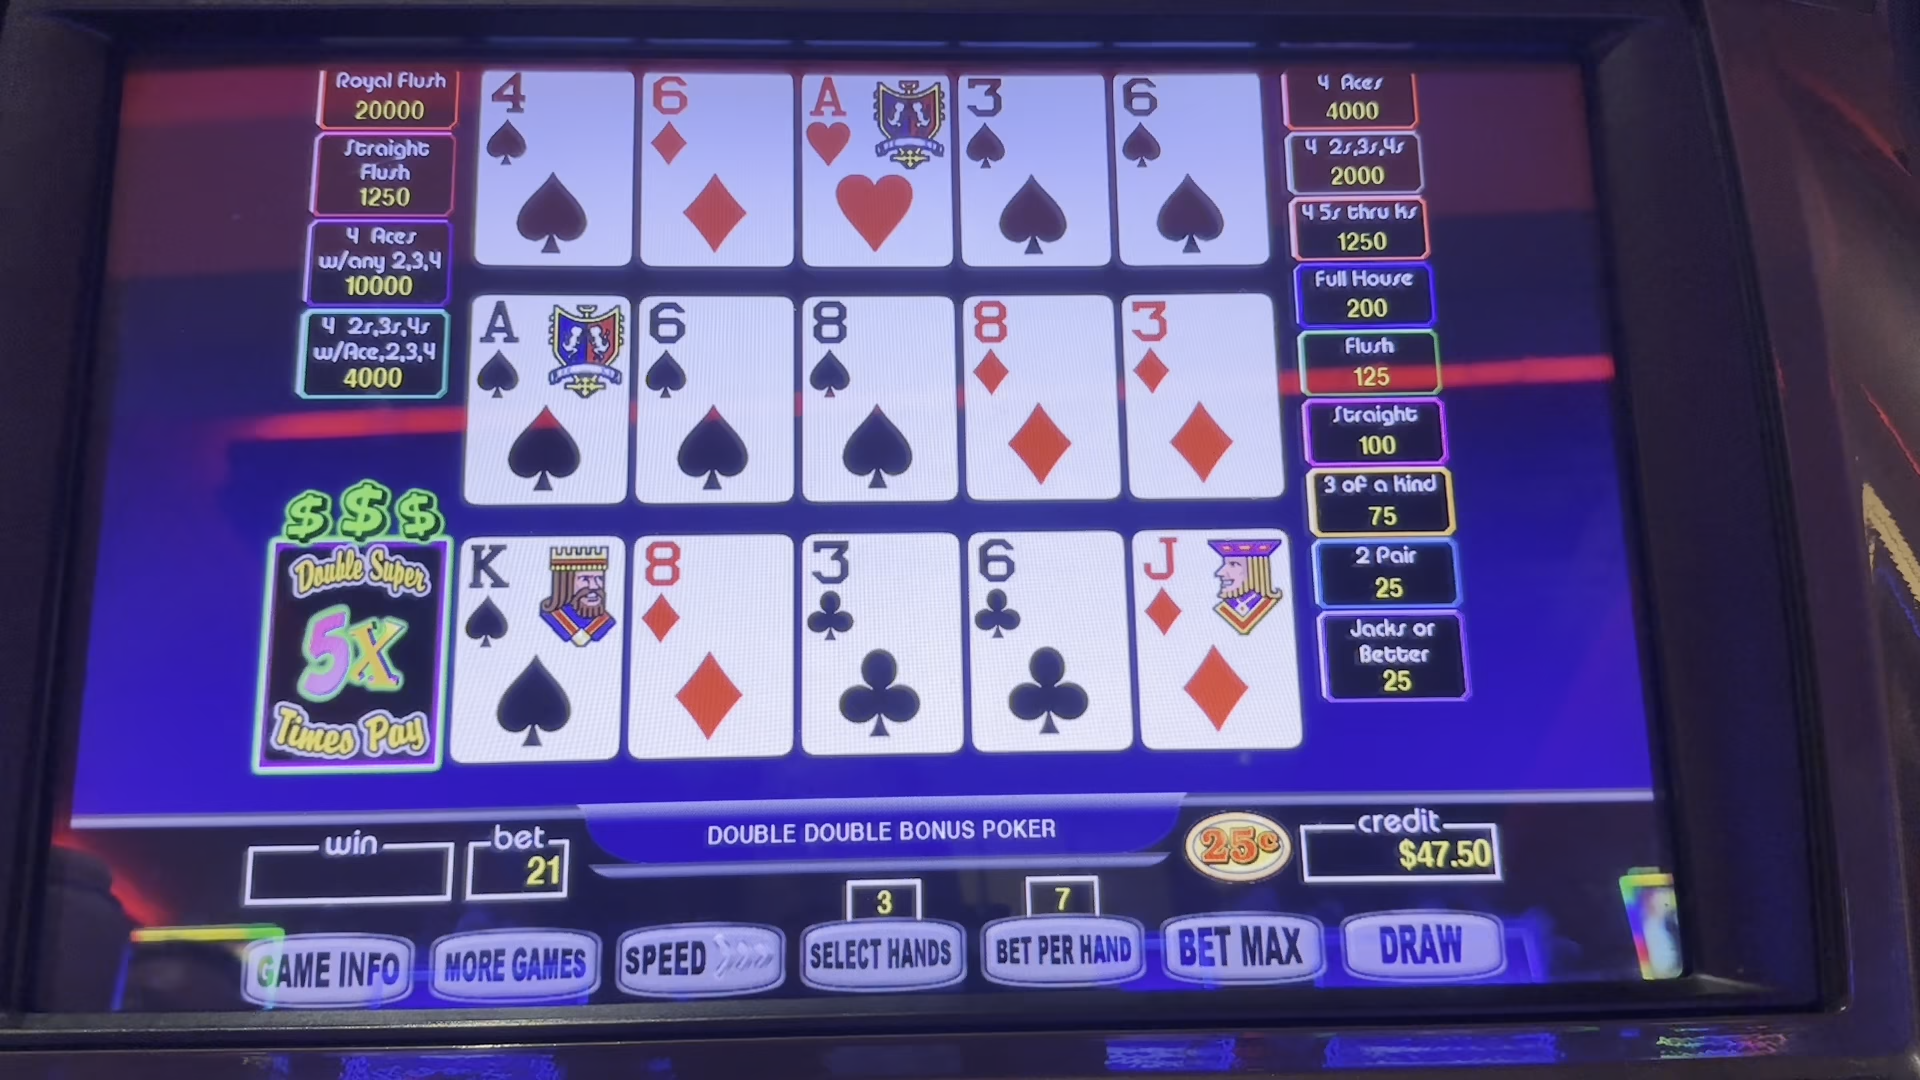 Royal Flush
20000
Straight
Flush
1250
4 Aces
w/any 2,3,4
10000
4 2s,3s,4s
w/Ace,2,3,4
4000
4
6
A
3
6
A
6
8
8
3
K
8
3
6
J
4 Aces
4000
4 2s,3s,4s
2000
4 5s thru Ks
1250
Full House
200
Flush
125
Straight
100
3 of a Kind
75
2 Pair
25
Jacks or
Better
25
$$$
Double Super
5x
Times Pay
win
bet
21
DOUBLE DOUBLE BONUS POKER
25¢
credit
$47.50
3
7
GAME INFO
MORE GAMES
SPEED
SELECT HANDS
BET PER HAND
BET MAX
DRAW